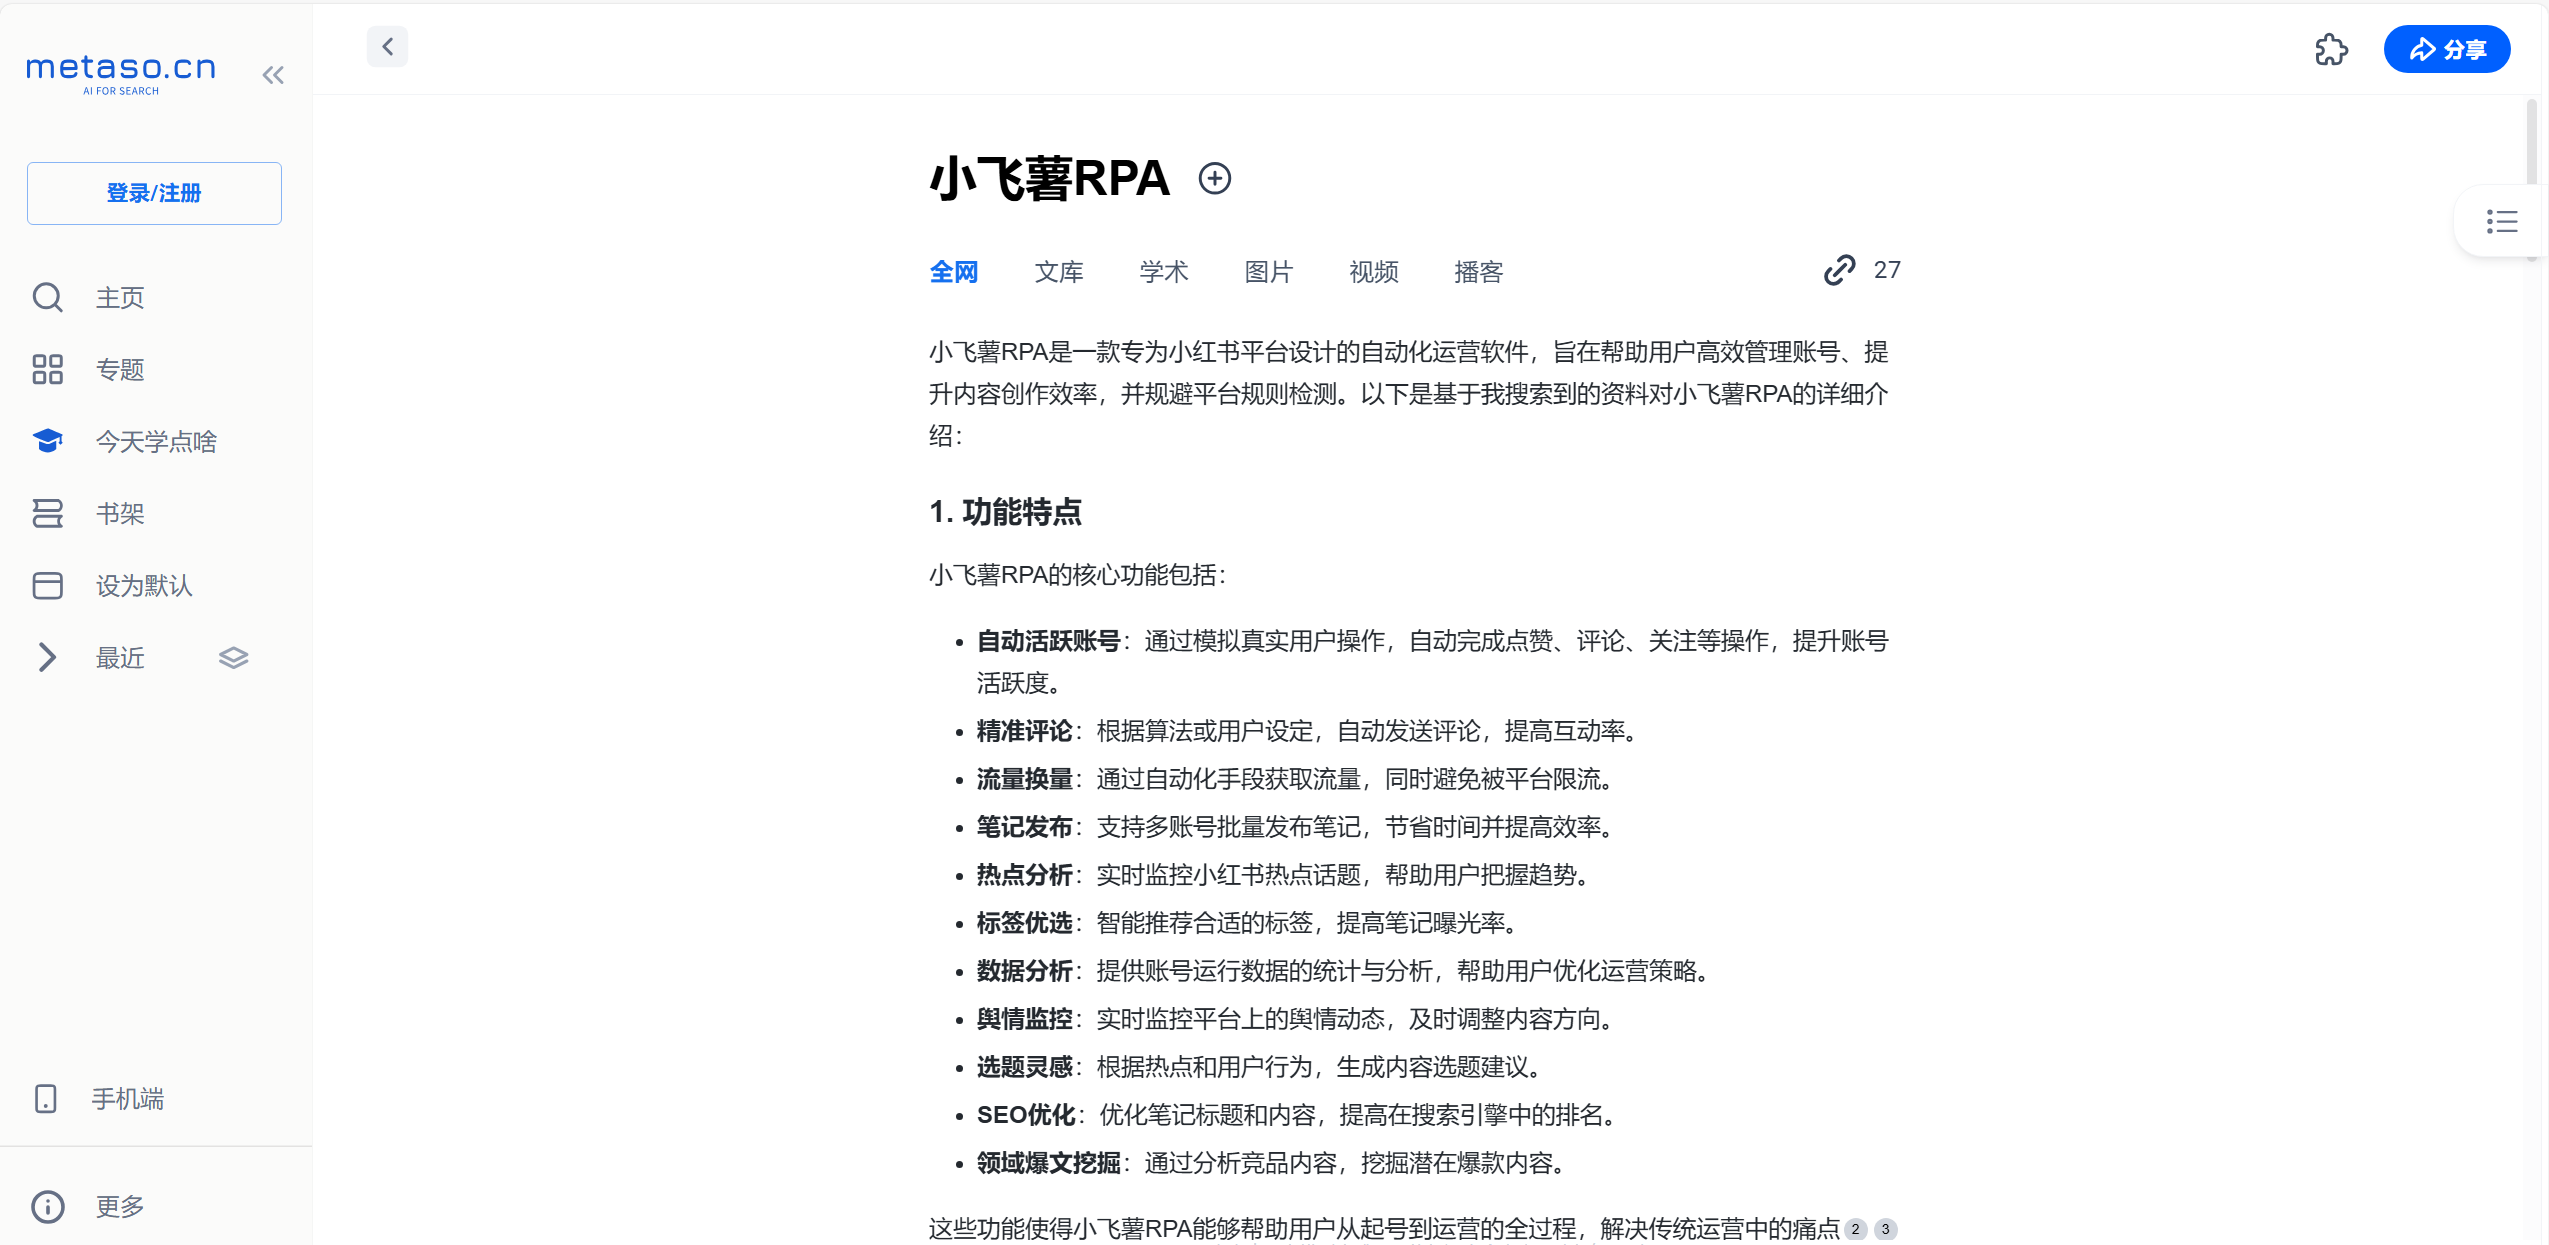 metaso.cn
AI FOR SEARCH
登录/注册
主页
专题
今天学点啥
书架
设为默认
最近
手机端
更多
分享
小飞薯RPA
全网
文库
学术
图片
视频
播客
27
小飞薯RPA是一款专为小红书平台设计的自动化运营软件，旨在帮助用户高效管理账号、提
升内容创作效率，并规避平台规则检测。以下是基于我搜索到的资料对小飞薯RPA的详细介
绍：
1. 功能特点
小飞薯RPA的核心功能包括：
• 自动活跃账号：通过模拟真实用户操作，自动完成点赞、评论、关注等操作，提升账号
活跃度。
• 精准评论：根据算法或用户设定，自动发送评论，提高互动率。
• 流量换量：通过自动化手段获取流量，同时避免被平台限流。
• 笔记发布：支持多账号批量发布笔记，节省时间并提高效率。
• 热点分析：实时监控小红书热点话题，帮助用户把握趋势。
• 标签优选：智能推荐合适的标签，提高笔记曝光率。
• 数据分析：提供账号运行数据的统计与分析，帮助用户优化运营策略。
• 舆情监控：实时监控平台上的舆情动态，及时调整内容方向。
• 选题灵感：根据热点和用户行为，生成内容选题建议。
• SEO优化：优化笔记标题和内容，提高在搜索引擎中的排名。
• 领域爆文挖掘：通过分析竞品内容，挖掘潜在爆款内容。
这些功能使得小飞薯RPA能够帮助用户从起号到运营的全过程，解决传统运营中的痛点 2 3